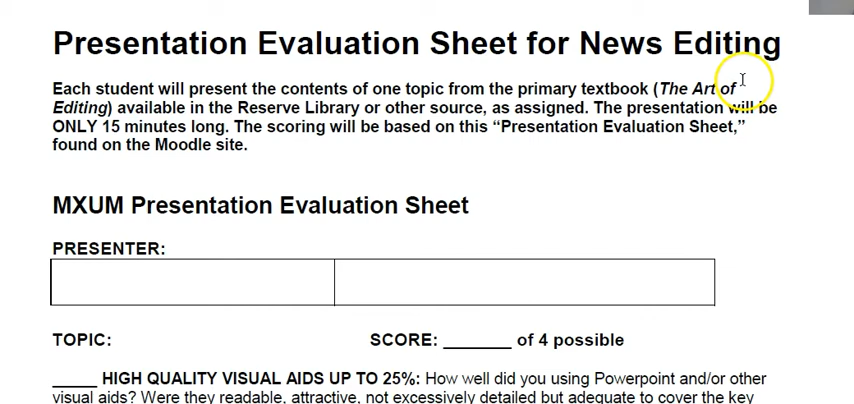 Presentation Evaluation Sheet for News Editing
Each student will present the contents of one topic from the primary textbook (The Art of
Editing) available in the Reserve Library or other source, as assigned. The presentation will be
ONLY 15 minutes long. The scoring will be based on this “Presentation Evaluation Sheet,”
found on the Moodle site.
MXUM Presentation Evaluation Sheet
PRESENTER:
TOPIC: SCORE: _______ of 4 possible
_____ HIGH QUALITY VISUAL AIDS UP TO 25%: How well did you using Powerpoint and/or other
visual aids? Were they readable, attractive, not excessively detailed but adequate to cover the key